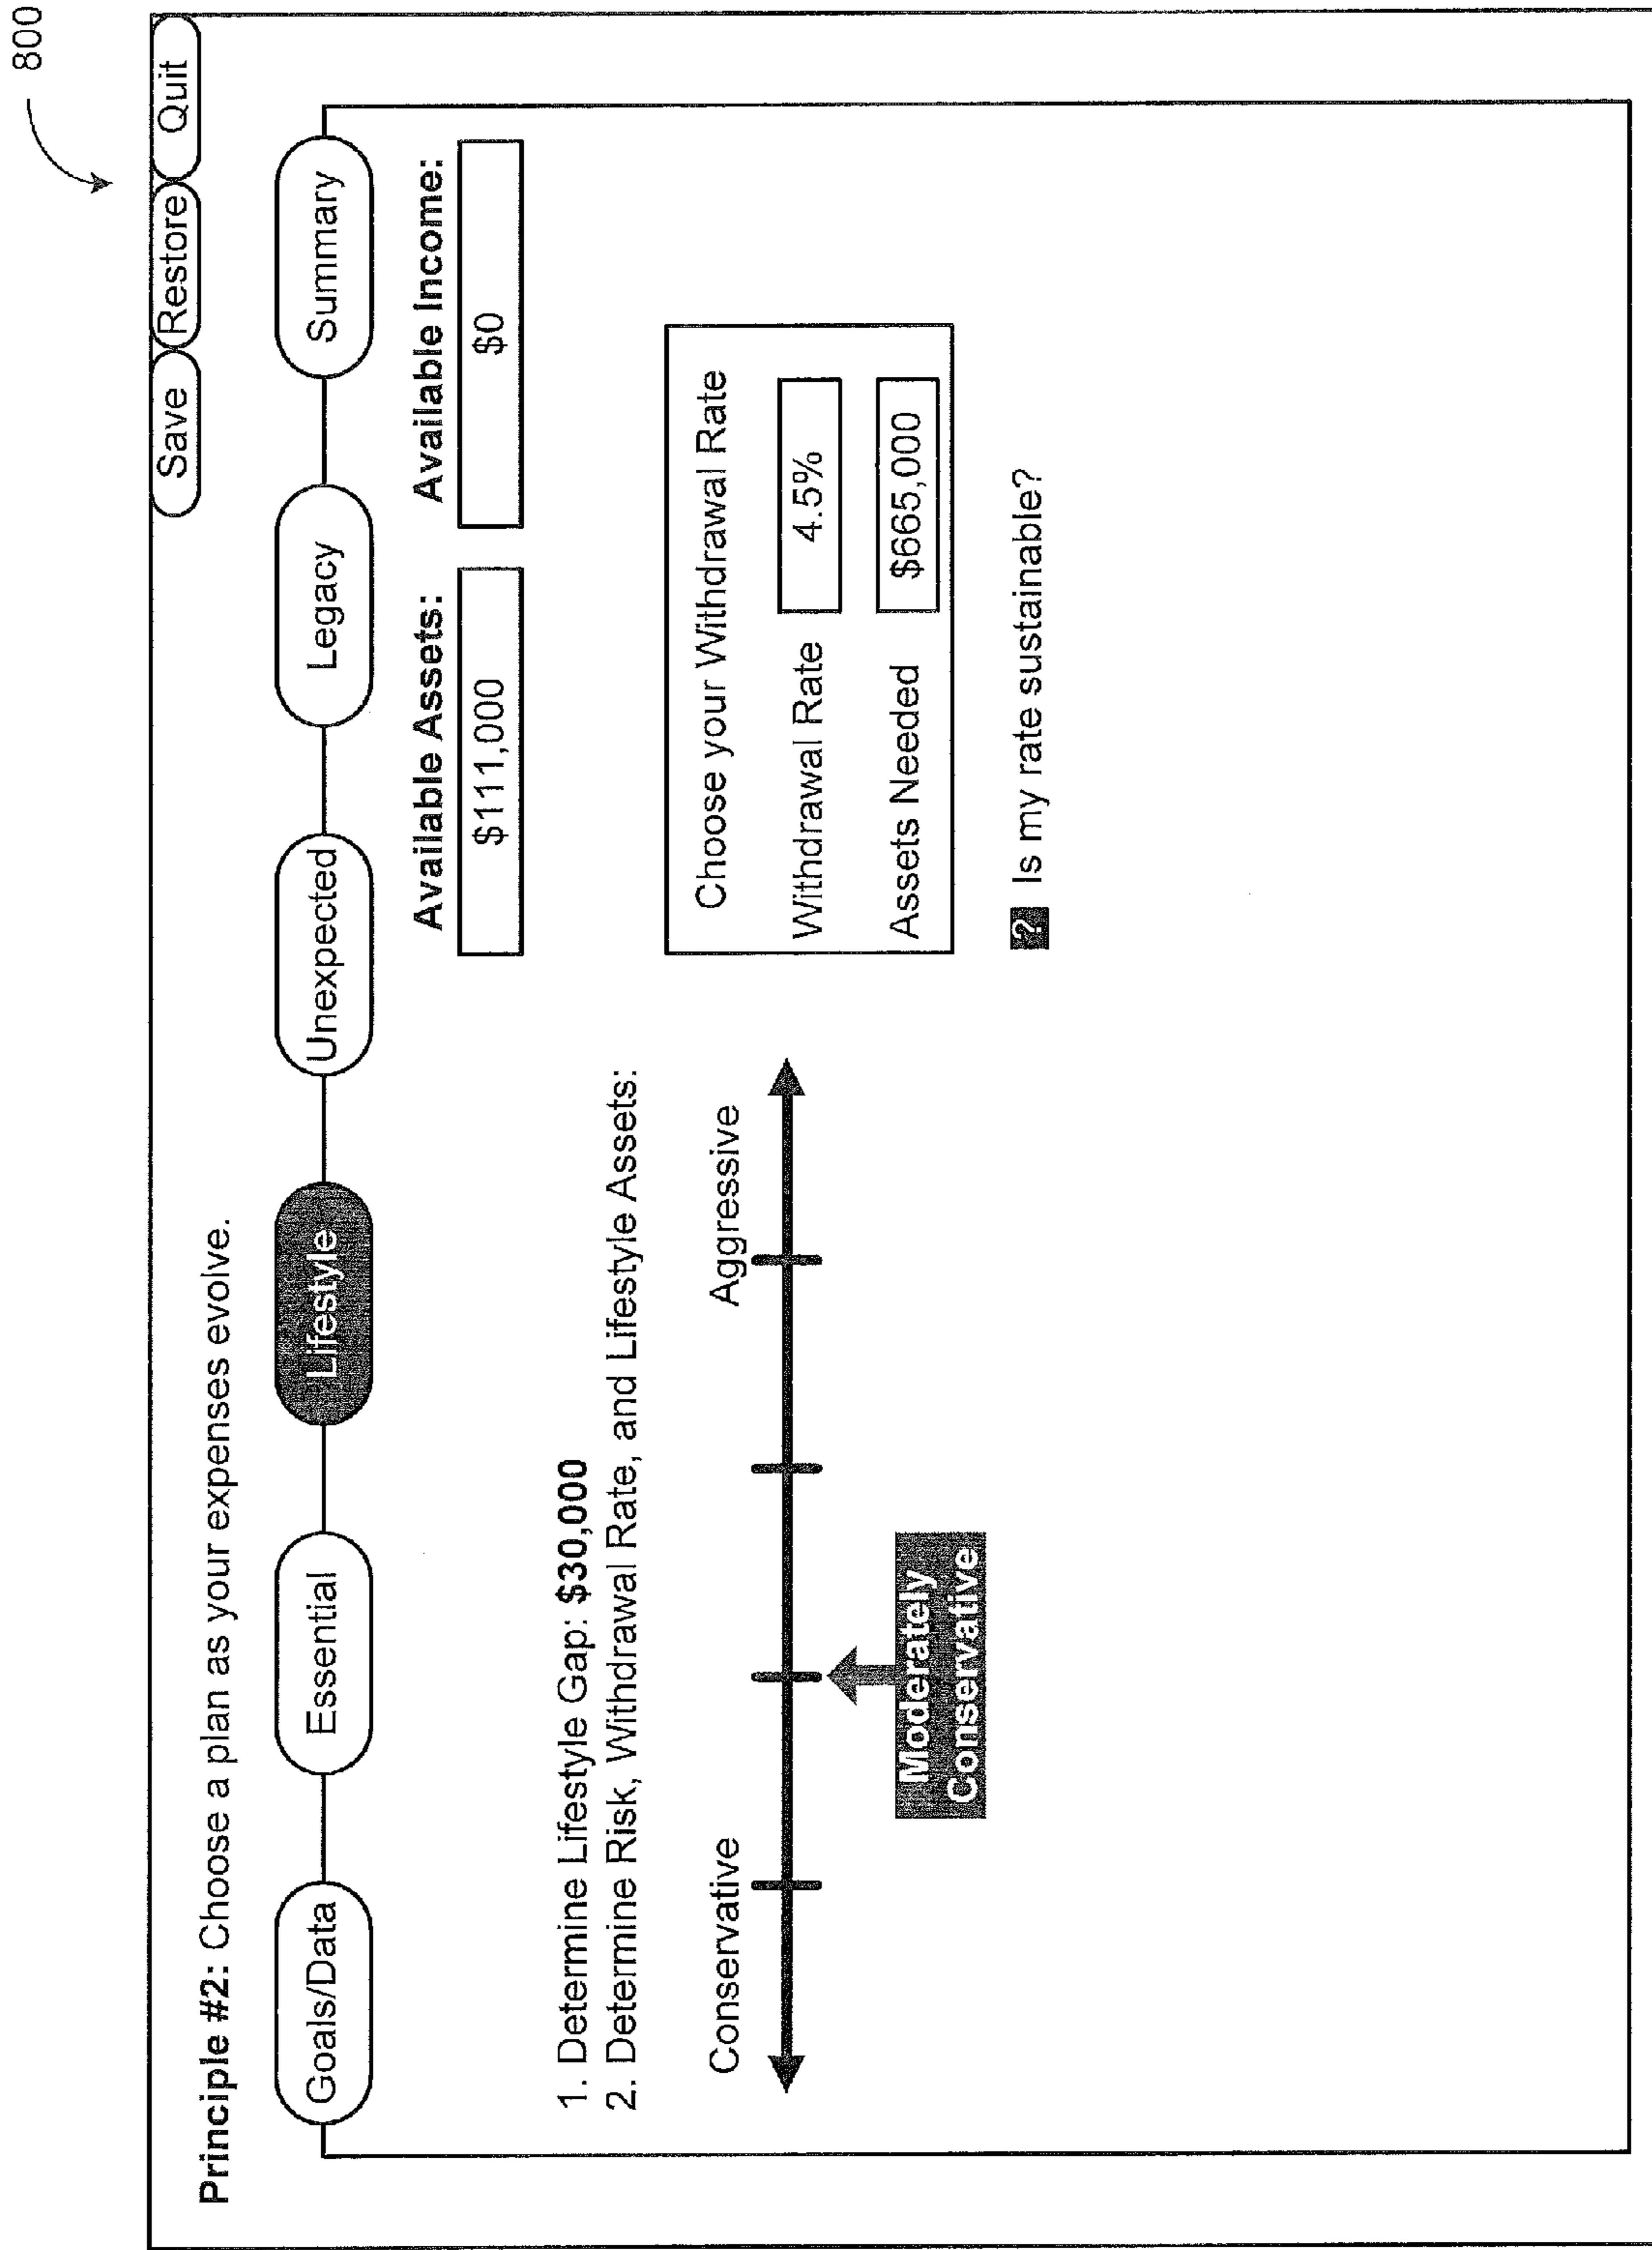 800
Save Restore Quit
Principle #2: Choose a plan as your expenses evolve.
Goals/Data Essential Lifestyle Unexpected Legacy Summary
Available Assets: Available Income:
$111,000 $0
1. Determine Lifestyle Gap: $30,000
2. Determine Risk, Withdrawal Rate, and Lifestyle Assets:
Conservative Aggressive
Moderately
Conservative
Choose your Withdrawal Rate
Withdrawal Rate 4.5%
Assets Needed $665,000
? Is my rate sustainable?